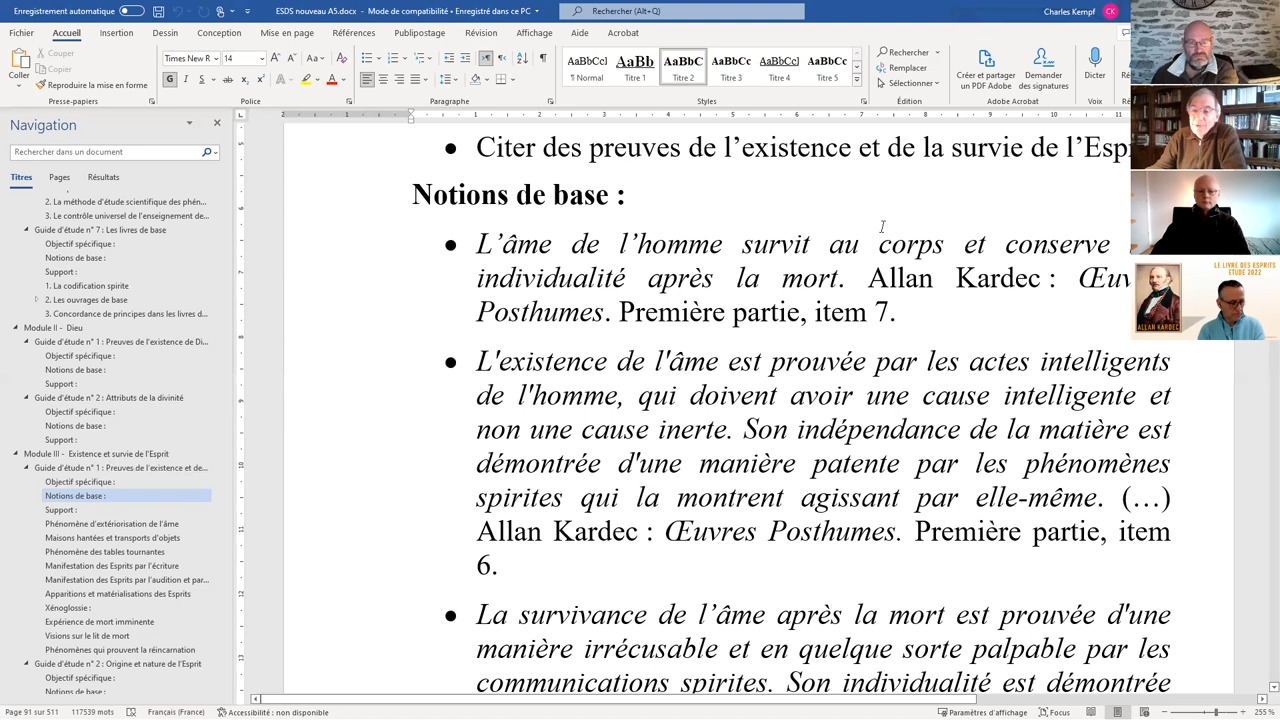 Enregistrement automatique
ESDS nouveau A5.docx - Mode de compatibilité • Enregistré dans ce PC
Rechercher (Alt+Q)
Charles Kempf
CK
Fichier
Accueil
Insertion
Dessin
Conception
Mise en page
Références
Publipostage
Révision
Affichage
Aide
Acrobat
Coller
Couper
Copier
Reproduire la mise en forme
Presse-papiers
Times New R
14
G
I
S
Police
Paragraphe
AaBbCcI
¶ Normal
AaBb
Titre 1
AaBbC
Titre 2
AaBbCcI
Titre 3
AaBbCcI
Titre 4
AaBbCc
Titre 5
Styles
Rechercher
Remplacer
Sélectionner
Édition
Créer et partager
un PDF Adobe
Demander
des signatures
Adobe Acrobat
Dicter
Voix
Navigation
Rechercher dans un document
Titres
Pages
Résultats
2. La méthode d'étude scientifique des phén...
3. Le contrôle universel de l'enseignement de...
Guide d'étude n° 7 : Les livres de base
Objectif spécifique :
Notions de base :
Support :
1. La codification spirite
2. Les ouvrages de base
3. Concordance de principes dans les livres d...
Module II - Dieu
Guide d'étude n° 1 : Preuves de l'existence de Di...
Objectif spécifique :
Notions de base :
Support :
Guide d'étude n° 2 : Attributs de la divinité
Objectif spécifique :
Notions de base :
Support :
Module III - Existence et survie de l'Esprit
Guide d'étude n° 1 : Preuves de l'existence et de...
Objectif spécifique :
Notions de base :
Support :
Phénomène d'extériorisation de l'âme
Maisons hantées et transports d'objets
Phénomène des tables tournantes
Manifestation des Esprits par l'écriture
Manifestation des Esprits par l'audition et par...
Apparitions et matérialisations des Esprits
Xénoglossie :
Expérience de mort imminente
Visions sur le lit de mort
Phénomènes qui prouvent la réincarnation
Guide d'étude n° 2 : Origine et nature de l'Esprit
Objectif spécifique :
Notions de base :
• Citer des preuves de l'existence et de la survie de l'Espri
Notions de base :
• L'âme de l'homme survit au corps et conserve
individualité après la mort. Allan Kardec : Œuv
Posthumes. Première partie, item 7.
• L'existence de l'âme est prouvée par les actes intelligents
de l'homme, qui doivent avoir une cause intelligente et
non une cause inerte. Son indépendance de la matière est
démontrée d'une manière patente par les phénomènes
spirites qui la montrent agissant par elle-même. (…)
Allan Kardec : Œuvres Posthumes. Première partie, item
6.
• La survivance de l'âme après la mort est prouvée d'une
manière irrécusable et en quelque sorte palpable par les
communications spirites. Son individualité est démontrée
LE LIVRE DES ESPRITS
ETUDE 2022
ALLAN KARDEC
Page 91 sur 511
117539 mots
Français (France)
Accessibilité : non disponible
Paramètres d'affichage
Focus
255 %